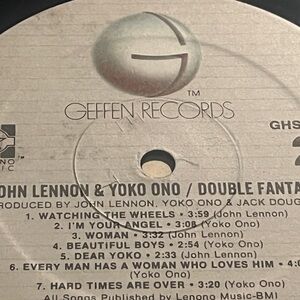 TM
GEFFEN RECORDS
GHS
2
JOHN LENNON & YOKO ONO / DOUBLE FANTA
PRODUCED BY JOHN LENNON, YOKO ONO & JACK DOUG
1. WATCHING THE WHEELS • 3:59 (John Lennon)
2. I'M YOUR ANGEL • 3:08 (Yoko Ono)
3. WOMAN • 3:32 (John Lennon)
4. BEAUTIFUL BOYS • 2:54 (Yoko Ono)
5. DEAR YOKO • 2:33 (John Lennon)
6. EVERY MAN HAS A WOMAN WHO LOVES HIM • 4:0
(Yoko Ono)
7. HARD TIMES ARE OVER • 3:20 (Yoko Ono)
All Songs Published by Lenono Music-BMI